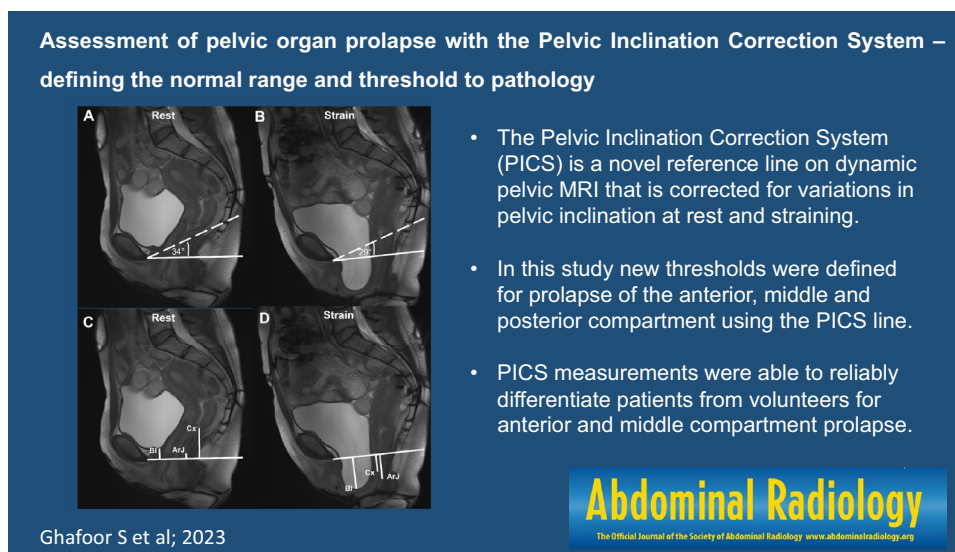 Assessment of pelvic organ prolapse with the Pelvic Inclination Correction System –
defining the normal range and threshold to pathology
A Rest B Strain
34° 29°
C Rest D Strain
Bl ArJ Cx
Bl Cx ArJ
• The Pelvic Inclination Correction System
(PICS) is a novel reference line on dynamic
pelvic MRI that is corrected for variations in
pelvic inclination at rest and straining.
• In this study new thresholds were defined
for prolapse of the anterior, middle and
posterior compartment using the PICS line.
• PICS measurements were able to reliably
differentiate patients from volunteers for
anterior and middle compartment prolapse.
Ghafoor S et al; 2023
Abdominal Radiology
The Official Journal of the Society of Abdominal Radiology www.abdominalradiology.org